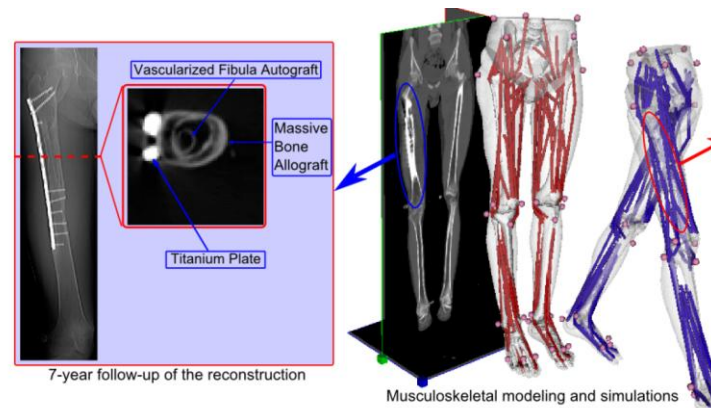 Vascularized Fibula Autograft
Massive
Bone
Allograft
Titanium Plate
7-year follow-up of the reconstruction
Musculoskeletal modeling and simulations